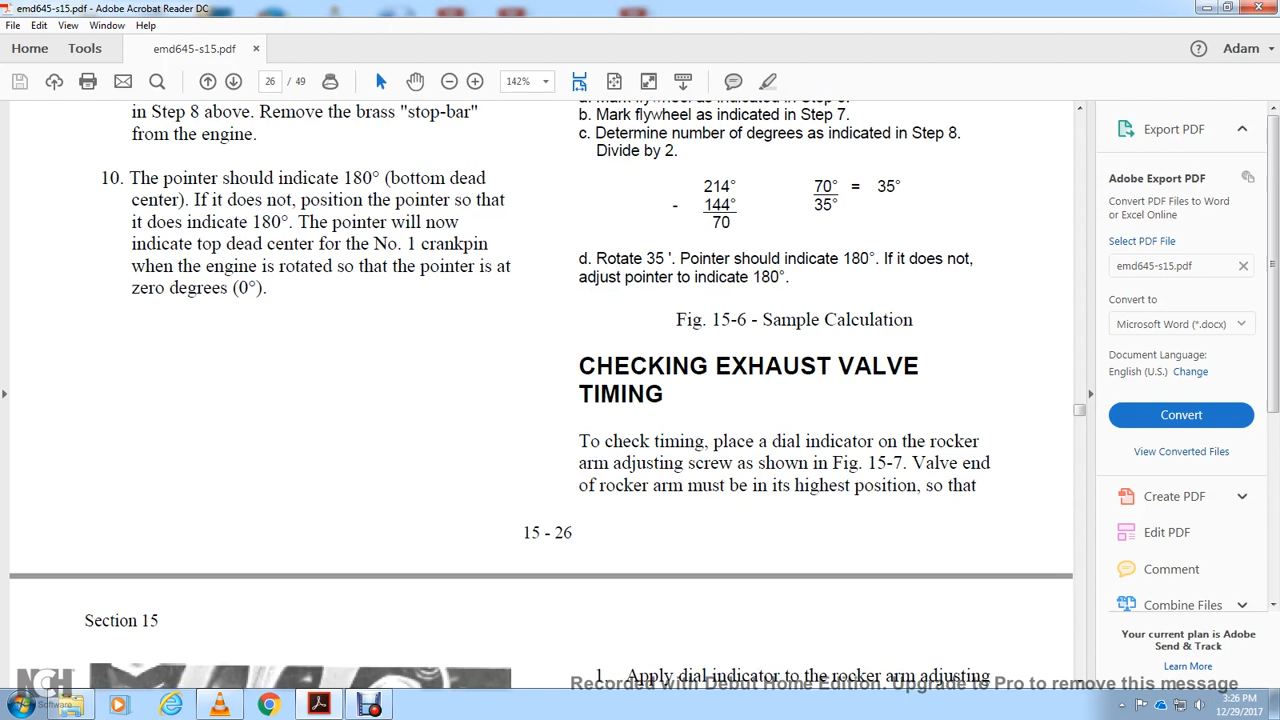 emd645-s15.pdf - Adobe Acrobat Reader DC
File Edit View Window Help
Home Tools emd645-s15.pdf × ? Adam
26 / 49 142%
in Step 8 above. Remove the brass "stop-bar"
from the engine.
10. The pointer should indicate 180° (bottom dead
center). If it does not, position the pointer so that
it does indicate 180°. The pointer will now
indicate top dead center for the No. 1 crankpin
when the engine is rotated so that the pointer is at
zero degrees (0°).
a. Mark flywheel as indicated in Step
b. Mark flywheel as indicated in Step 7.
c. Determine number of degrees as indicated in Step 8.
Divide by 2.
214° 70° = 35°
- 144° 35°
70
d. Rotate 35 '. Pointer should indicate 180°. If it does not,
adjust pointer to indicate 180°.
Fig. 15-6 - Sample Calculation
CHECKING EXHAUST VALVE
TIMING
To check timing, place a dial indicator on the rocker
arm adjusting screw as shown in Fig. 15-7. Valve end
of rocker arm must be in its highest position, so that
15 - 26
Section 15
1. Apply dial indicator to the rocker arm adjusting
Export PDF
Adobe Export PDF
Convert PDF Files to Word
or Excel Online
Select PDF File
emd645-s15.pdf
Convert to
Microsoft Word (*.docx)
Document Language:
English (U.S.) Change
Convert
View Converted Files
Create PDF
Edit PDF
Comment
Combine Files
Your current plan is Adobe
Send & Track
Learn More
NCH
Software
Recorded with Debut Home Edition. Upgrade to Pro to remove this message
3:26 PM
12/29/2017